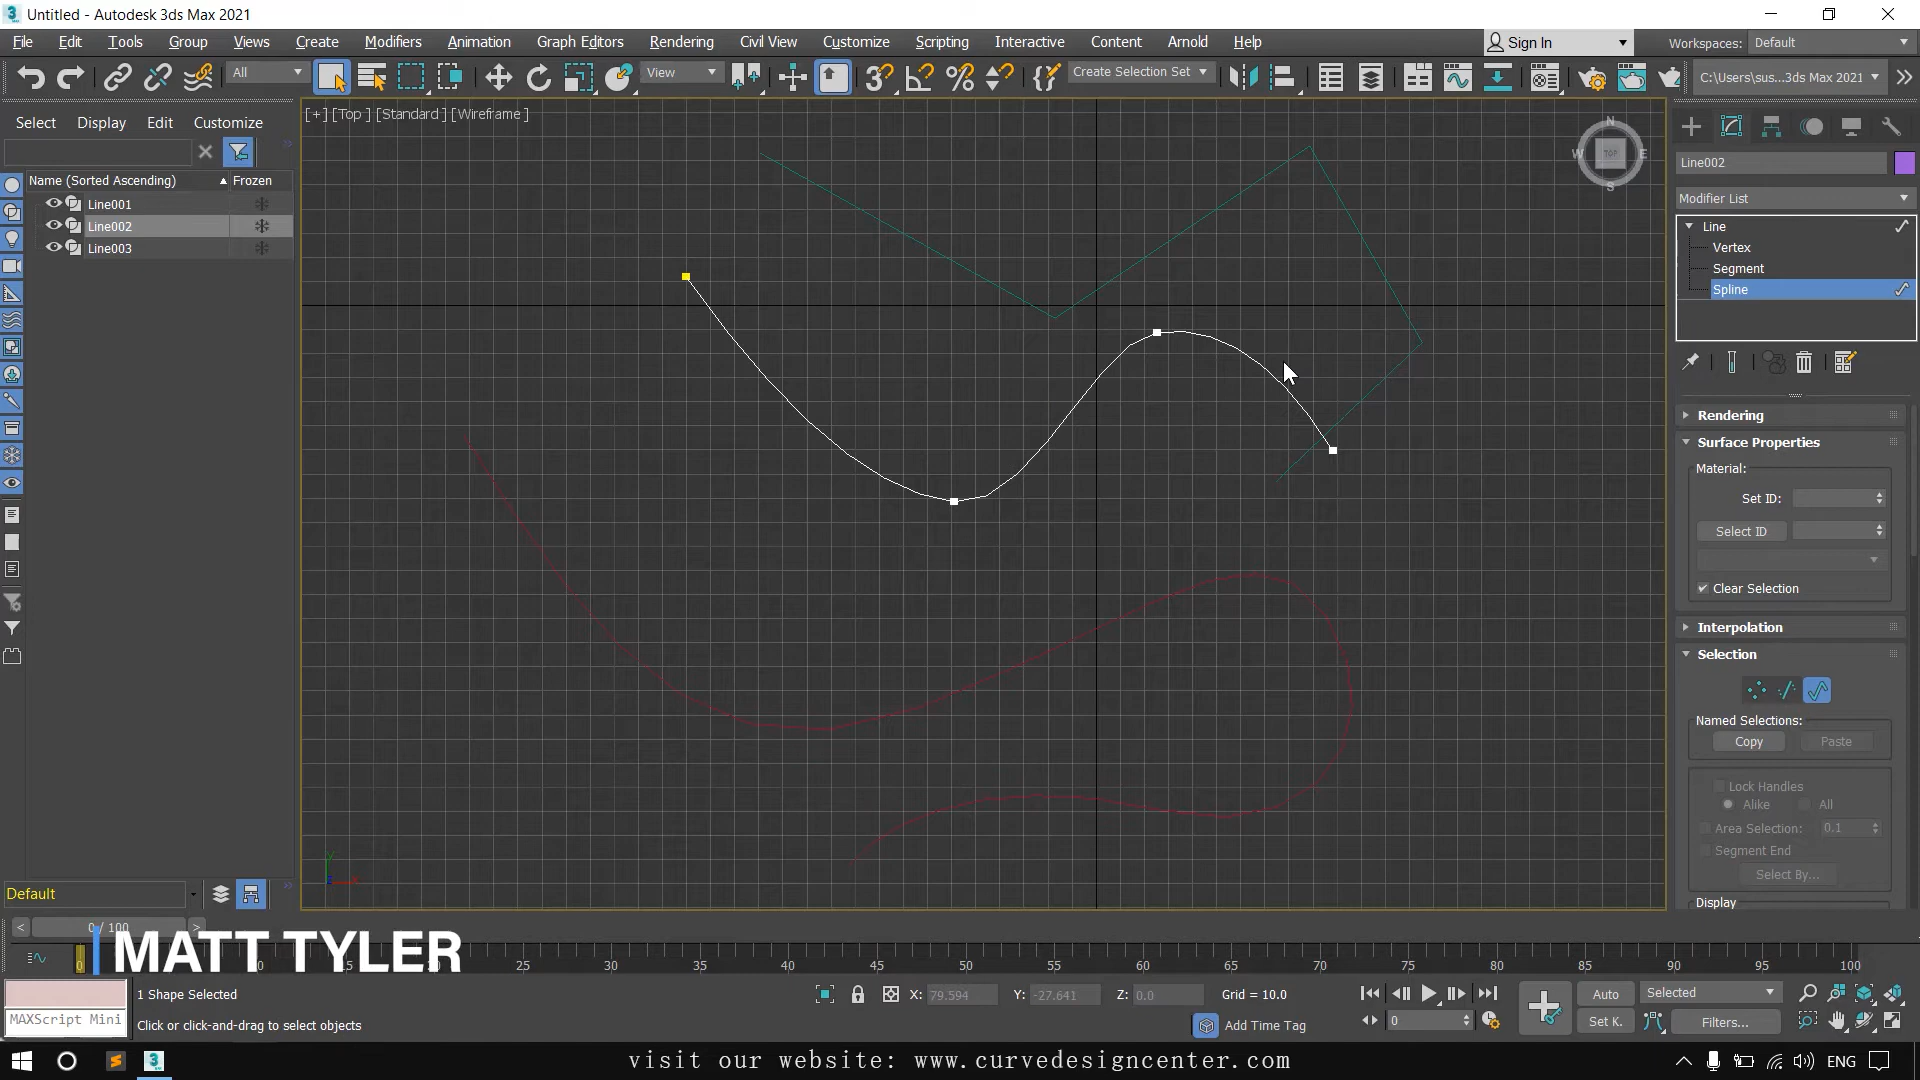 Untitled - Autodesk 3ds Max 2021
File Edit Tools Group Views Create Modifiers Animation Graph Editors Rendering Civil View Customize Scripting Interactive Content Arnold Help
Sign In
Workspaces: Default
All
View
Create Selection Set
C:\Users\sus...3ds Max 2021
Select Display Edit Customize
[+] [Top ] [Standard ] [Wireframe ]
Name (Sorted Ascending) Frozen
Line001
Line002
Line003
N
W TOP E
S
Line002
Modifier List
Line
Vertex
Segment
Spline
Rendering
Surface Properties
Material:
Set ID:
Select ID
Clear Selection
Interpolation
Selection
Named Selections:
Copy Paste
Lock Handles
Alike All
Area Selection: 0.1
Segment End
Select By...
Display
Default
0 / 100
MATT TYLER
0 25 30 35 40 45 50 55 60 65 70 75 80 85 90 95 100
1 Shape Selected
X: 79.594 Y: -27.641 Z: 0.0 Grid = 10.0
Auto Selected
MAXScript Mini
Click or click-and-drag to select objects
Add Time Tag
0
Set K. Filters...
visit our website: www.curvedesigncenter.com
ENG